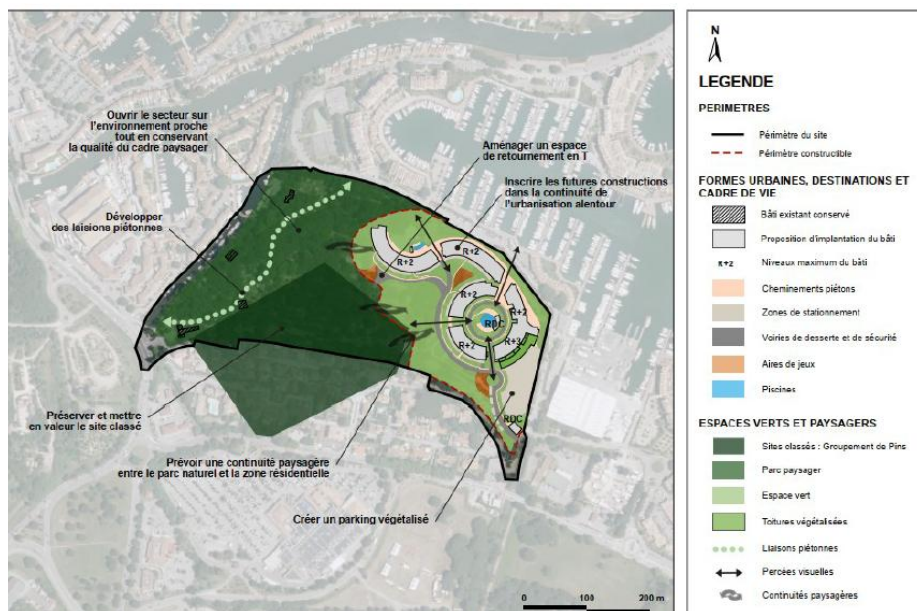 Ouvrir le secteur sur
l'environnement proche
tout en conservant
la qualité du cadre paysager
Aménager un espace
de retournement en T
Inscrire les futures constructions
dans la continuité de
l'urbanisation alentour
Développer
des laisions piétonnes
R+2
R+2
R+2
R+2
RDC
R+2
R+3
RDC
Préserver et mettre
en valeur le site classé
Prévoir une continuité paysagère
entre le parc naturel et la zone résidentielle
Créer un parking végétalisé
0 100 200 m
N
LEGENDE
PERIMETRES
Périmètre du site
Périmètre constructible
FORMES URBAINES, DESTINATIONS ET
CADRE DE VIE
Bâti existant conservé
Proposition d'implantation du bâti
R+2 Niveaux maximum du bâti
Cheminements piétons
Zones de stationnement
Voiries de desserte et de sécurité
Aires de jeux
Piscines
ESPACES VERTS ET PAYSAGERS
Sites classés : Groupement de Pins
Parc paysager
Espace vert
Toitures végétalisées
Liaisons piétonnes
Percées visuelles
Continuités paysagères